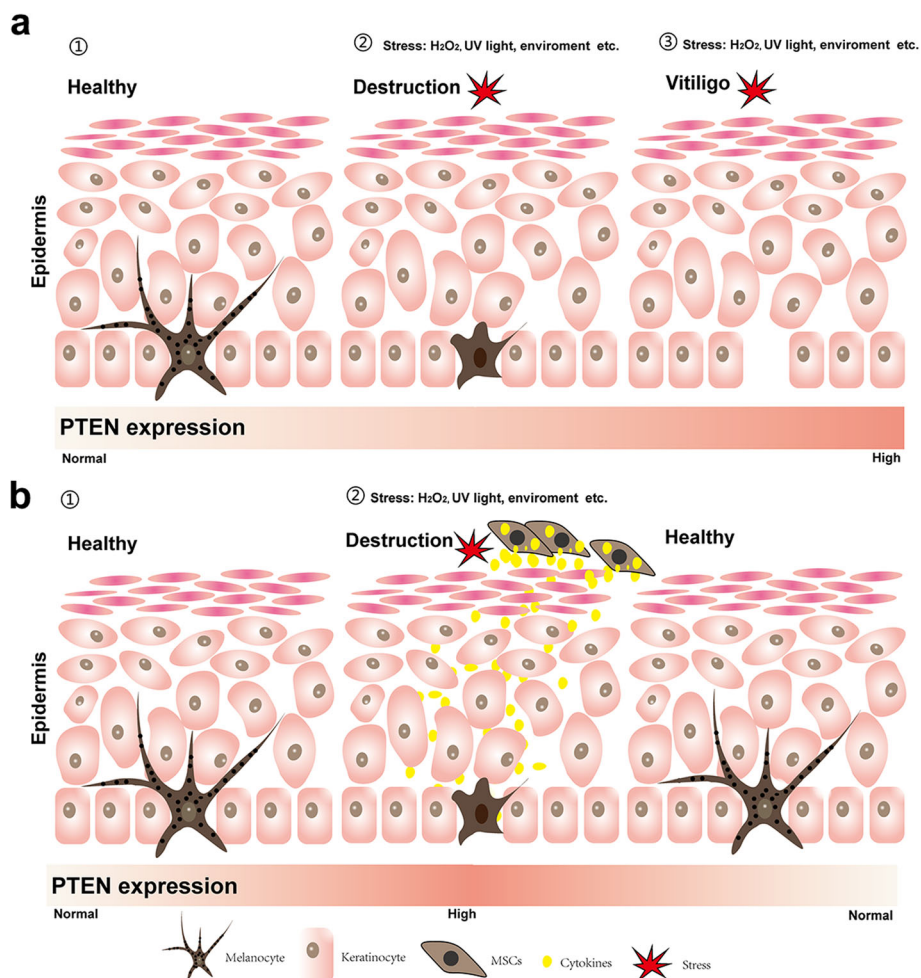 a
①
② Stress: H₂O₂, UV light, enviroment etc.
③ Stress: H₂O₂, UV light, enviroment etc.
Healthy
Destruction
Vitiligo
Epidermis
PTEN expression
Normal
High
b
①
② Stress: H₂O₂, UV light, enviroment etc.
Healthy
Destruction
Healthy
Epidermis
PTEN expression
Normal
High
Normal
Melanocyte
Keratinocyte
MSCs
Cytokines
Stress